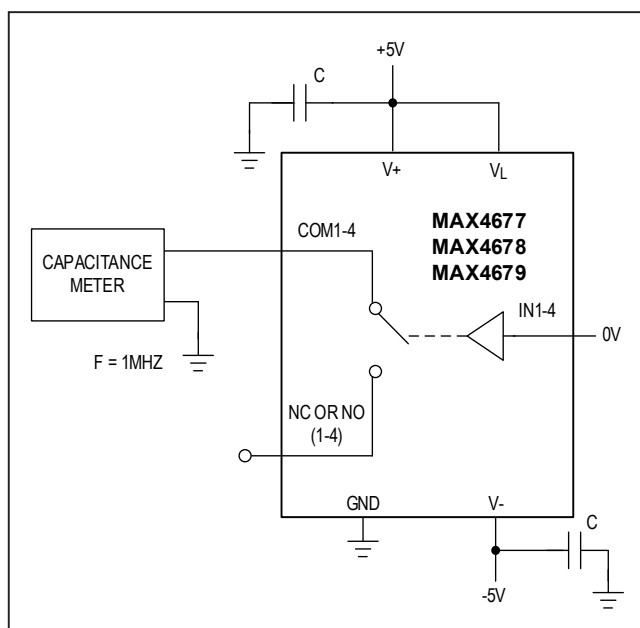 +5V
C
V+
VL
COM1-4
MAX4677
MAX4678
MAX4679
CAPACITANCE
METER
IN1-4
0V
F = 1MHZ
NC OR NO
(1-4)
GND
V-
C
-5V